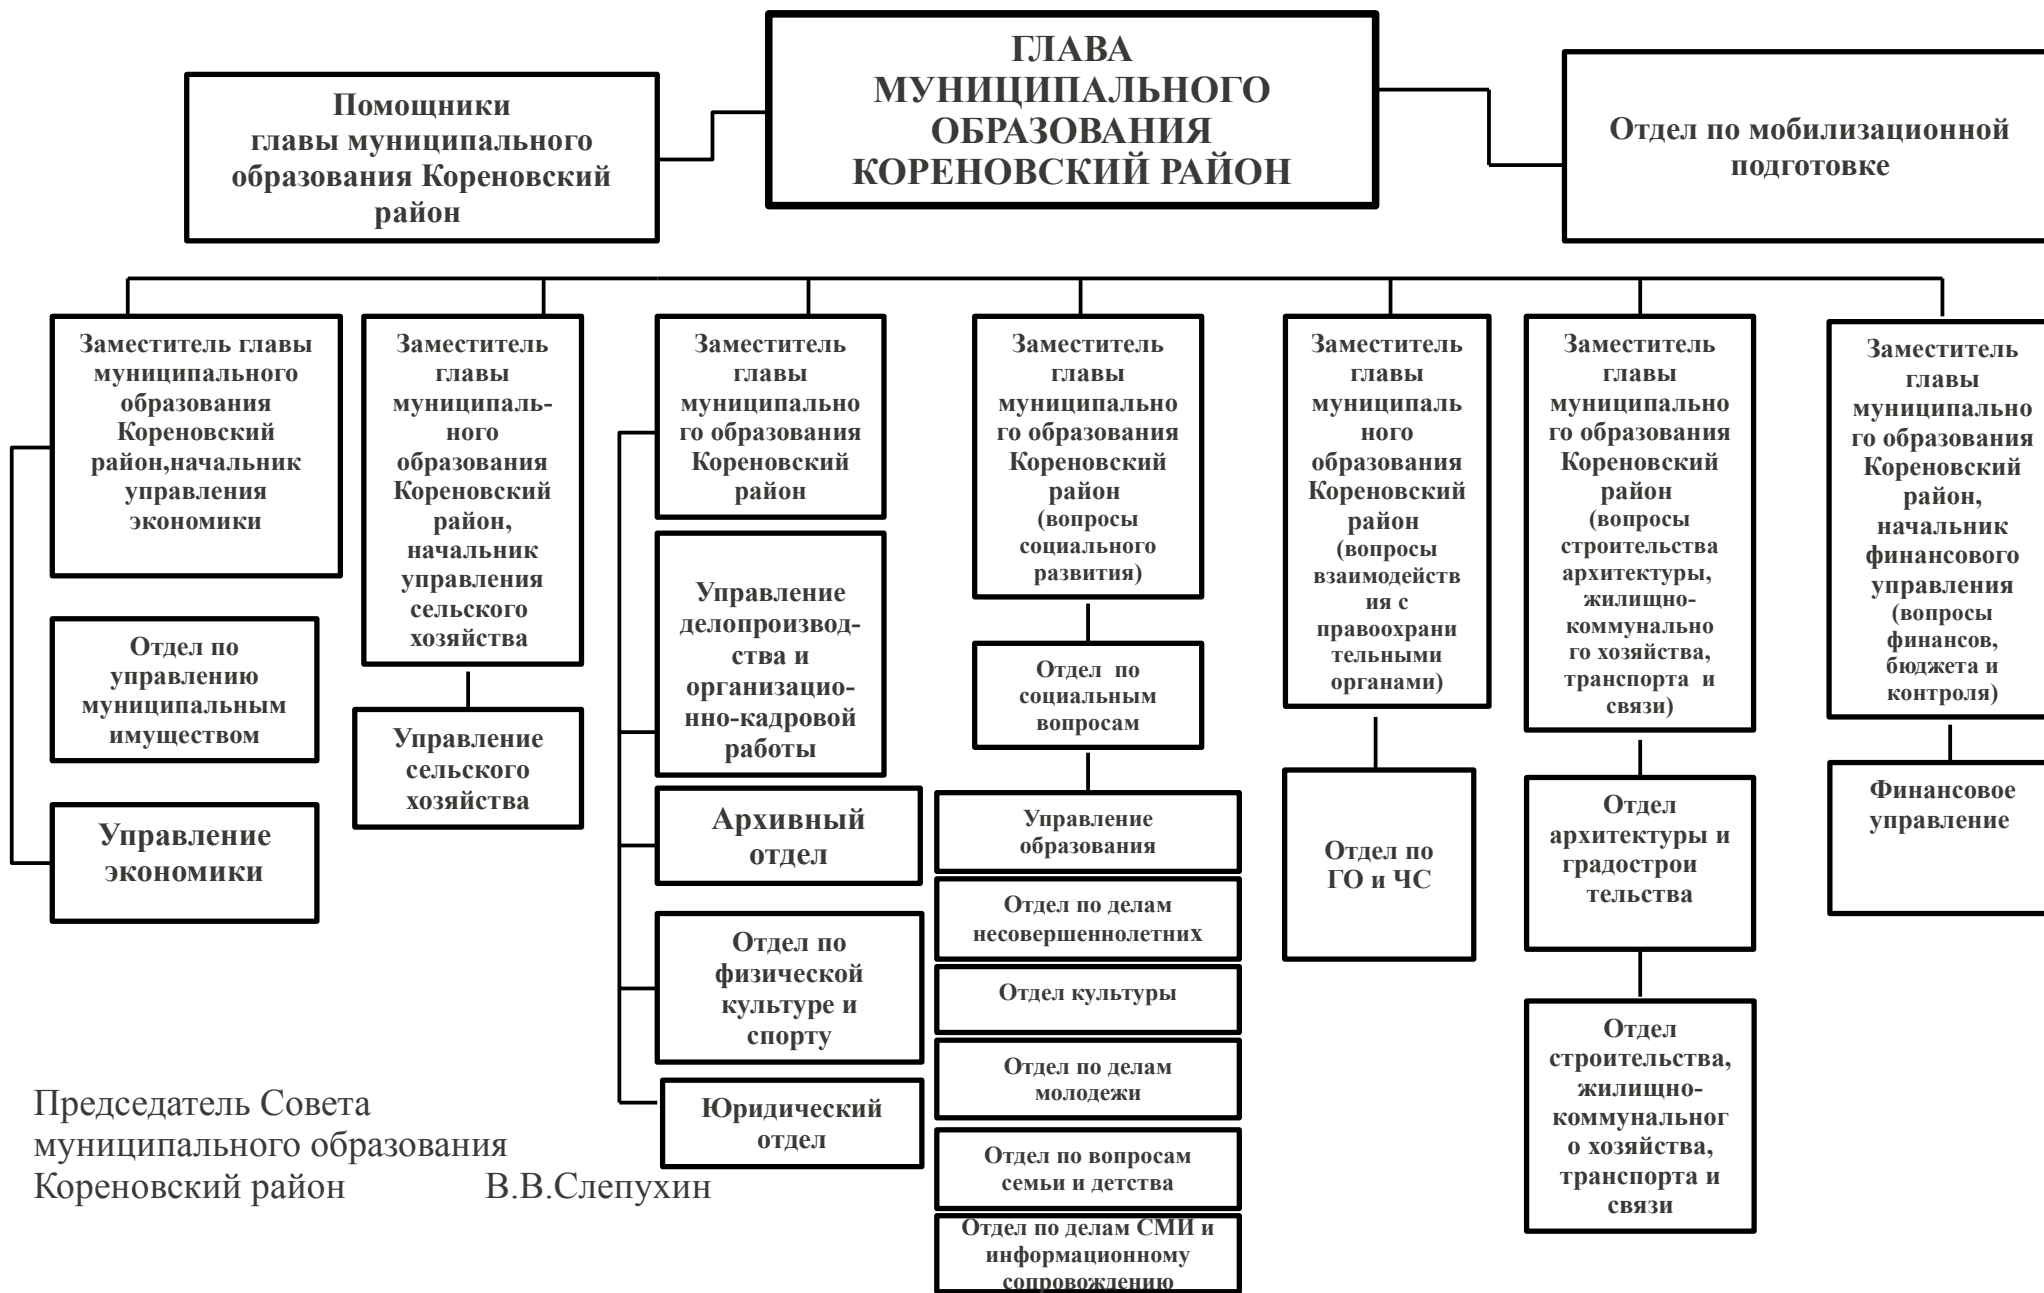 ГЛАВА
МУНИЦИПАЛЬНОГО
ОБРАЗОВАНИЯ
КОРЕНОВСКИЙ РАЙОН
Помощники
главы муниципального
образования Кореновский
район
Отдел по мобилизационной
подготовке
Заместитель главы
муниципального
образования
Кореновский
район,начальник
управления
экономики
Отдел по
управлению
муниципальным
имуществом
Управление
экономики
Заместитель
главы
муниципаль-
ного
образования
Кореновский
район,
начальник
управления
сельского
хозяйства
Управление
сельского
хозяйства
Заместитель
главы
муниципально
го образования
Кореновский
район
Управление
делопроизвод-
ства и
организацио-
нно-кадровой
работы
Архивный
отдел
Отдел по
физической
культуре и
спорту
Юридический
отдел
Заместитель
главы
муниципально
го образования
Кореновский
район
(вопросы
социального
развития)
Отдел по
социальным
вопросам
Управление
образования
Отдел по делам
несовершеннолетних
Отдел культуры
Отдел по делам
молодежи
Отдел по вопросам
семьи и детства
Отдел по делам СМИ и
информационному
сопровождению
Заместитель
главы
муниципаль
ного
образования
Кореновский
район
(вопросы
взаимодейств
ия с
правоохрани
тельными
органами)
Отдел по
ГО и ЧС
Заместитель
главы
муниципально
го образования
Кореновский
район
(вопросы
строительства
архитектуры,
жилищно-
коммунально
го хозяйства,
транспорта и
связи)
Отдел
архитектуры и
градострои
тельства
Отдел
строительства,
жилищно-
коммунальног
о хозяйства,
транспорта и
связи
Заместитель
главы
муниципально
го образования
Кореновский
район,
начальник
финансового
управления
(вопросы
финансов,
бюджета и
контроля)
Финансовое
управление
Председатель Совета
муниципального образования
Кореновский район В.В.Слепухин